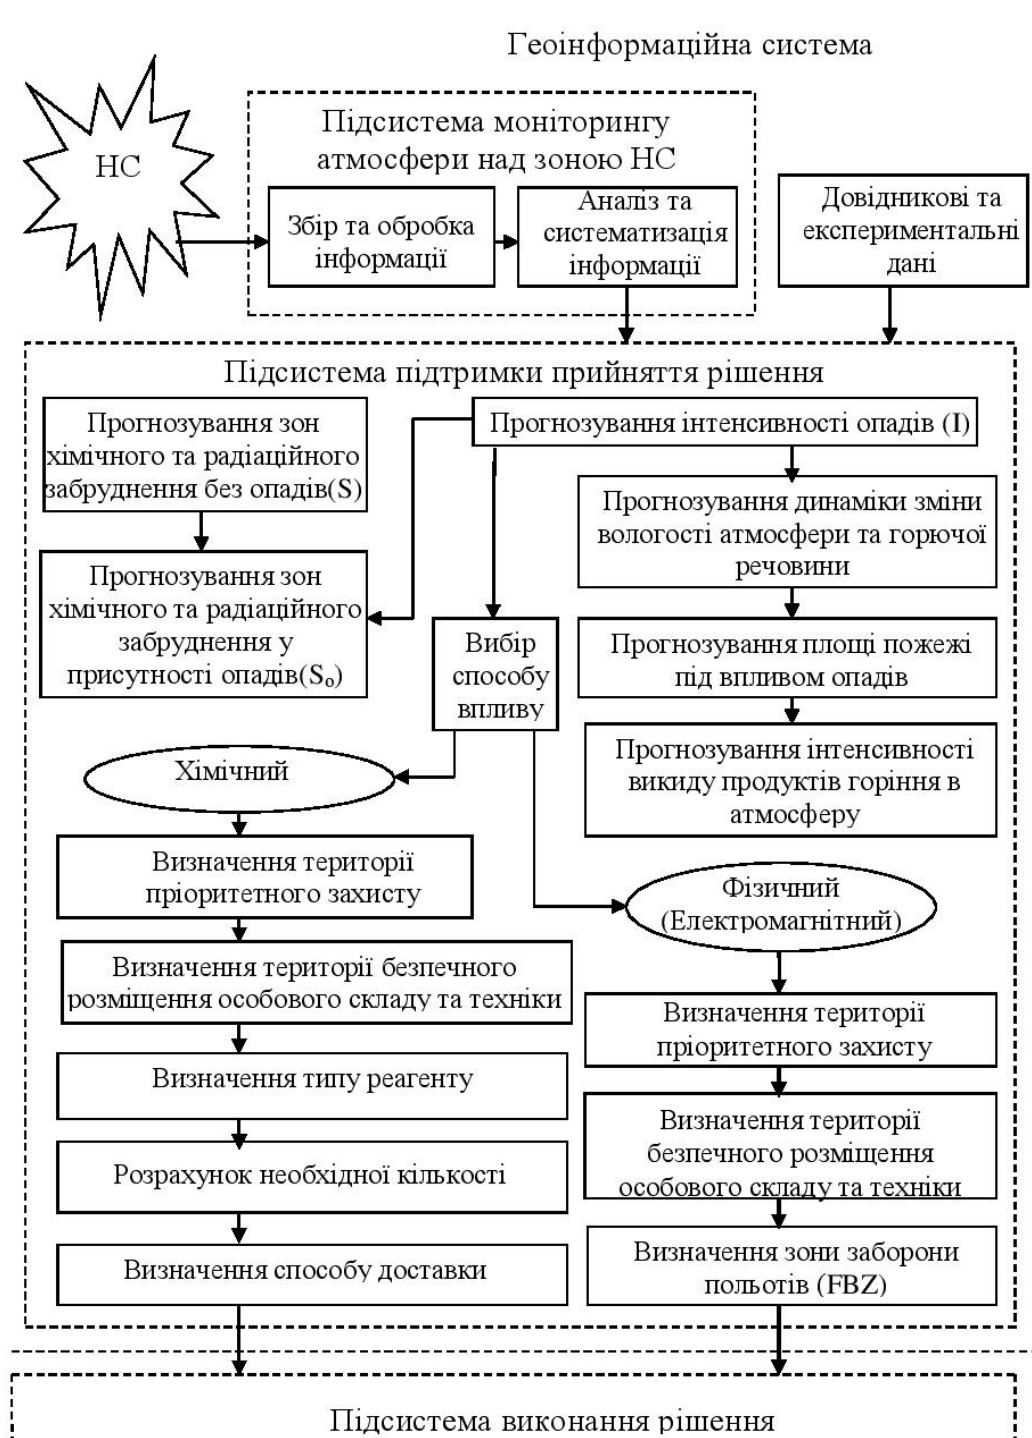 Геоінформаційна система
НС
Підсистема моніторингу
атмосфери над зоною НС
Збір та обробка
інформації
Аналіз та
систематизація
інформації
Довідникові та
експериментальні
дані
Підсистема підтримки прийняття рішення
Прогнозування зон
хімічного та радіаційного
забруднення без опадів(S)
Прогнозування інтенсивності опадів (I)
Прогнозування динаміки зміни
вологості атмосфери та горючої
речовини
Прогнозування зон
хімічного та радіаційного
забруднення у
присутності опадів(Sₒ)
Вибір
способу
впливу
Прогнозування площі пожежі
під впливом опадів
Прогнозування інтенсивності
викиду продуктів горіння в
атмосферу
Хімічний
Визначення території
пріоритетного захисту
Визначення території безпечного
розміщення особового складу та техніки
Визначення типу реагенту
Розрахунок необхідної кількості
Визначення способу доставки
Фізичний
(Електромагнітний)
Визначення території
пріоритетного захисту
Визначення території
безпечного розміщення
особового складу та техніки
Визначення зони заборони
польотів (FBZ)
Підсистема виконання рішення